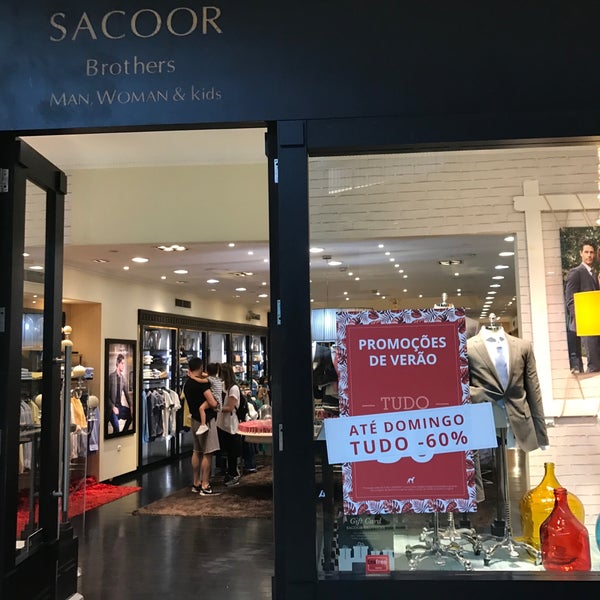 SACOOR
Brothers
MAN, WOMAN & kids
PROMOÇÕES
DE VERÃO
TUDO
ATÉ DOMINGO
TUDO -60%
Gift Card